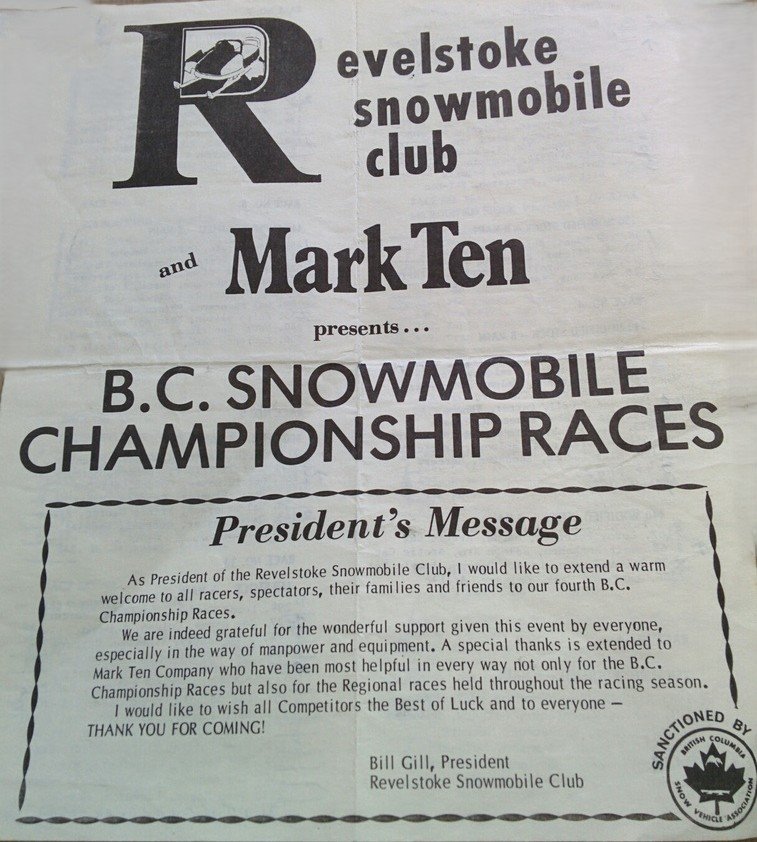 Revelstoke
snowmobile
club
and Mark Ten
presents...
B.C. SNOWMOBILE
CHAMPIONSHIP RACES
President's Message
As President of the Revelstoke Snowmobile Club, I would like to extend a warm
welcome to all racers, spectators, their families and friends to our fourth B.C.
Championship Races.
We are indeed grateful for the wonderful support given this event by everyone,
especially in the way of manpower and equipment. A special thanks is extended to
Mark Ten Company who have been most helpful in every way not only for the B.C.
Championship Races but also for the Regional races held throughout the racing season.
I would like to wish all Competitors the Best of Luck and to everyone —
THANK YOU FOR COMING!
Bill Gill, President
Revelstoke Snowmobile Club
SANCTIONED BY
BRITISH COLUMBIA
SNOW VEHICLE ASSOCIATION